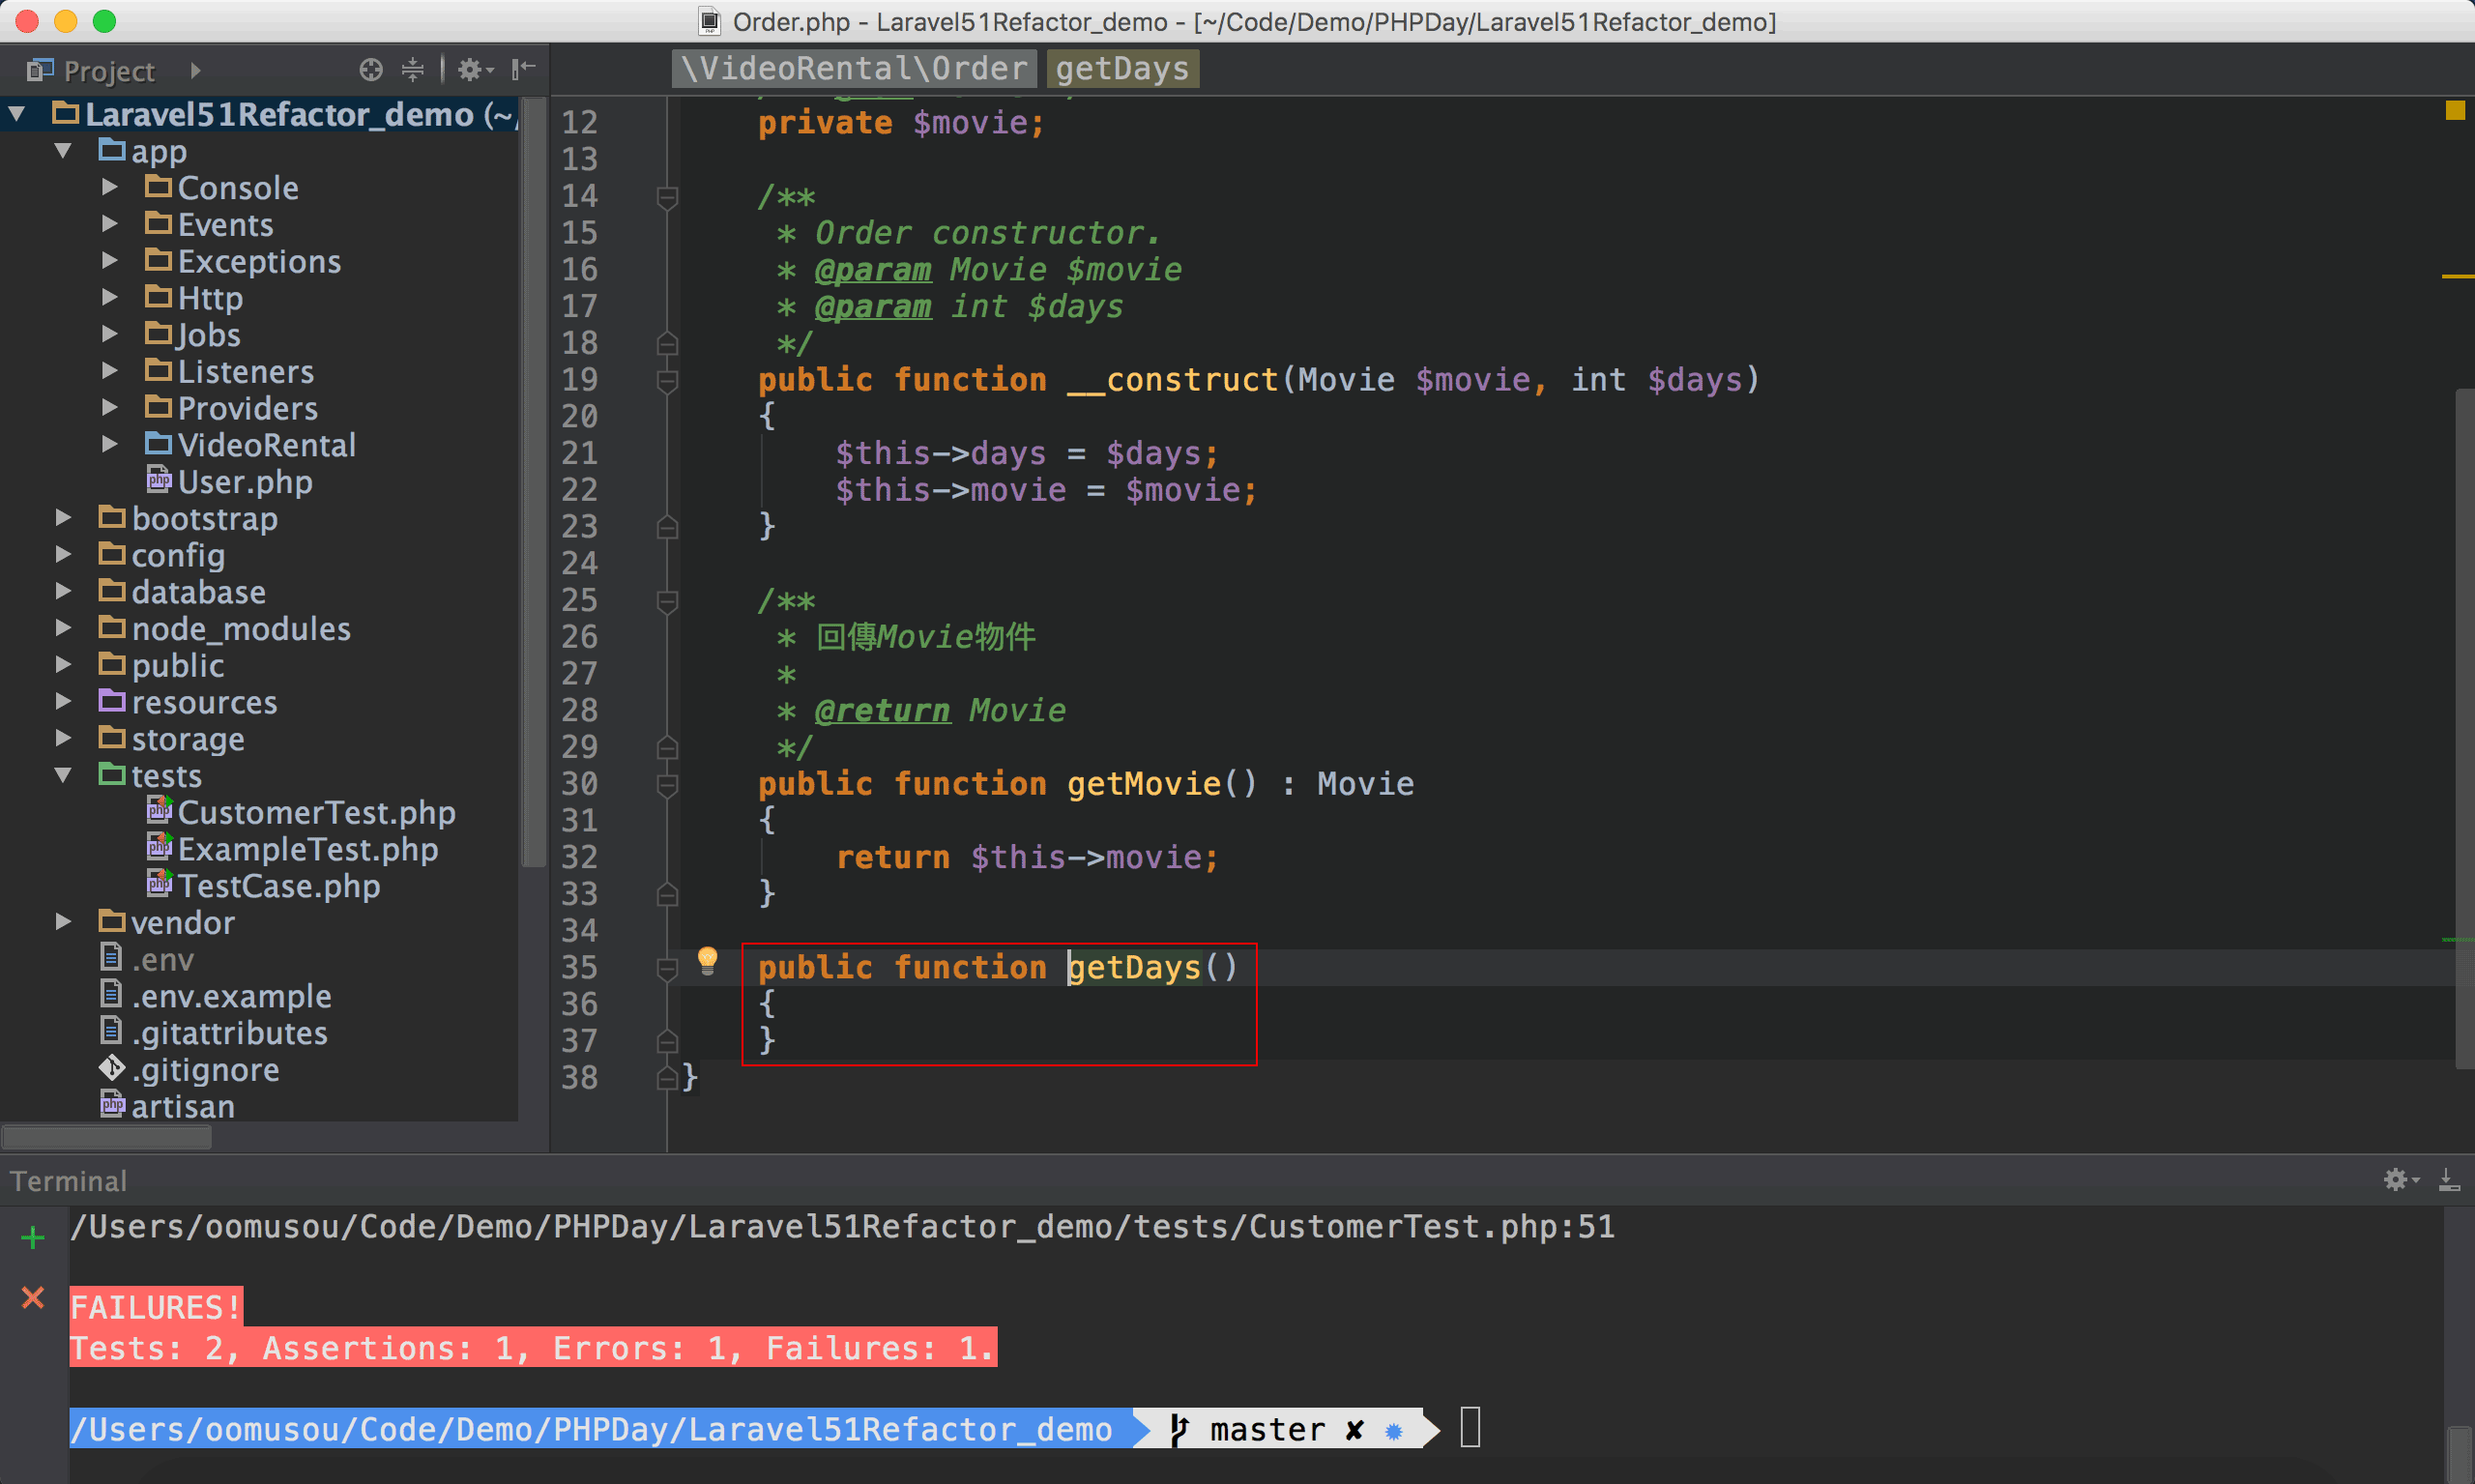 Order.php - Laravel51Refactor_demo - [~/Code/Demo/PHPDay/Laravel51Refactor_demo]
Project
\VideoRental\Order getDays
Laravel51Refactor_demo (~/
app
Console
Events
Exceptions
Http
Jobs
Listeners
Providers
VideoRental
User.php
bootstrap
config
database
node_modules
public
resources
storage
tests
CustomerTest.php
ExampleTest.php
TestCase.php
vendor
.env
.env.example
.gitattributes
.gitignore
artisan
12 private $movie;
13
14 /**
15 * Order constructor.
16 * @param Movie $movie
17 * @param int $days
18 */
19 public function __construct(Movie $movie, int $days)
20 {
21 $this->days = $days;
22 $this->movie = $movie;
23 }
24
25 /**
26 * 回傳Movie物件
27 *
28 * @return Movie
29 */
30 public function getMovie() : Movie
31 {
32 return $this->movie;
33 }
34
35 public function getDays()
36 {
37 }
38 }
Terminal
/Users/oomusou/Code/Demo/PHPDay/Laravel51Refactor_demo/tests/CustomerTest.php:51
FAILURES!
Tests: 2, Assertions: 1, Errors: 1, Failures: 1.
/Users/oomusou/Code/Demo/PHPDay/Laravel51Refactor_demo master ✘